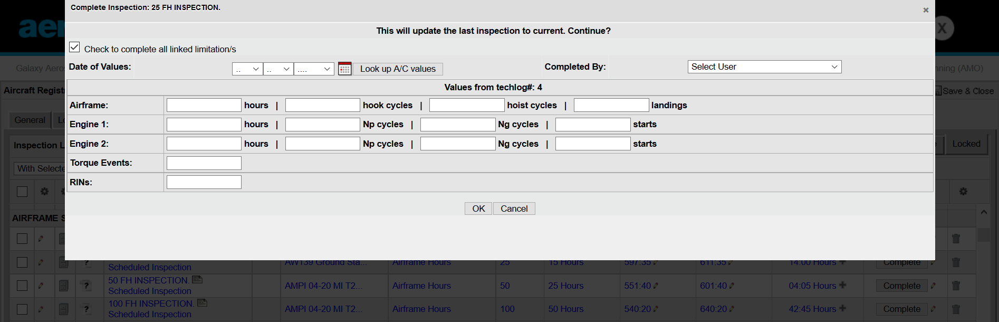 Complete Inspection: 25 FH INSPECTION.
This will update the last inspection to current. Continue?
Check to complete all linked limitation/s
Date of Values: .. .. .... Look up A/C values Completed By: Select User
Values from techlog#: 4
Airframe: hours | hook cycles | hoist cycles | landings
Engine 1: hours | Np cycles | Ng cycles | starts
Engine 2: hours | Np cycles | Ng cycles | starts
Torque Events:
RINs:
OK Cancel
aer
X
Galaxy Aeros
nning (AMO)
Aircraft Regist
Save & Close
General Lo
Inspection L
Locked
With Selecte
AIRFRAME S
AW139 Ground Sta... Airframe Hours 25 15 Hours 597:35 611:35 14:00 Hours Complete
Scheduled Inspection
50 FH INSPECTION.
Scheduled Inspection
AMPI 04-20 MI T2... Airframe Hours 50 25 Hours 551:40 601:40 04:05 Hours Complete
100 FH INSPECTION.
Scheduled Inspection
AMPI 04-20 MI T2... Airframe Hours 100 50 Hours 540:20 640:20 42:45 Hours Complete